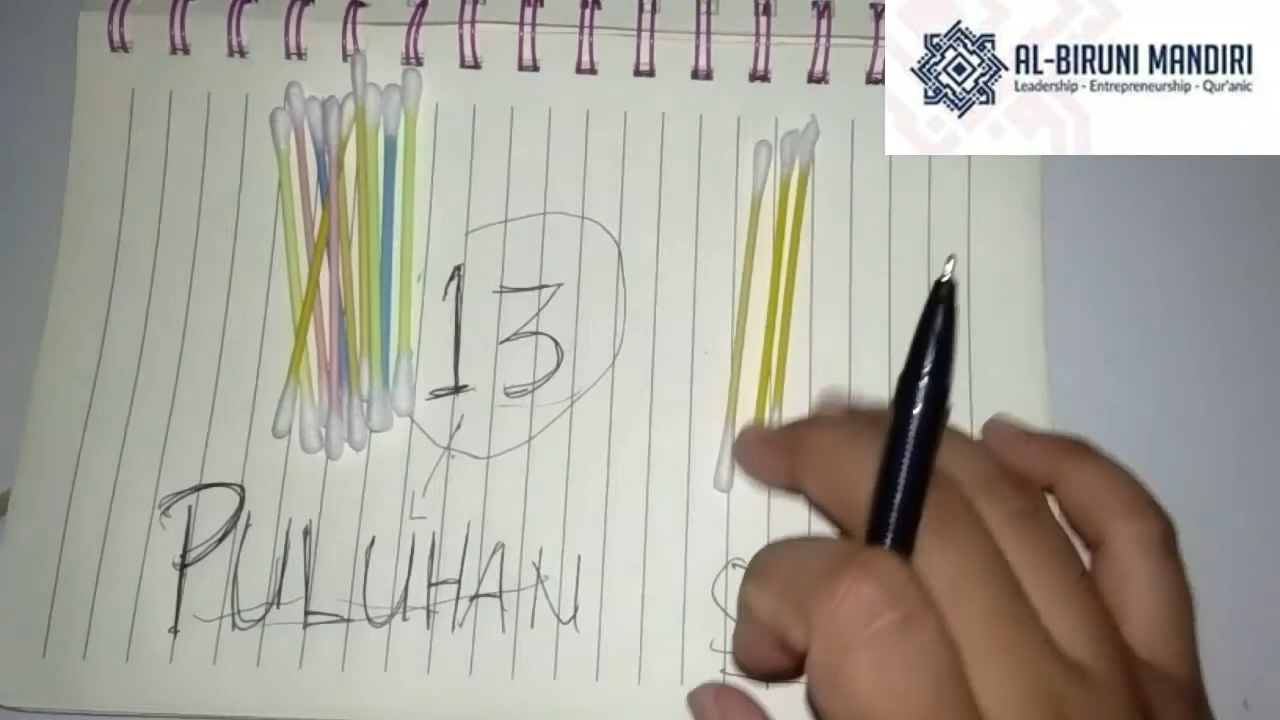 AL-BIRUNI MANDIRI
Leadership - Entrepreneurship - Qur'anic
13
PULUHAN